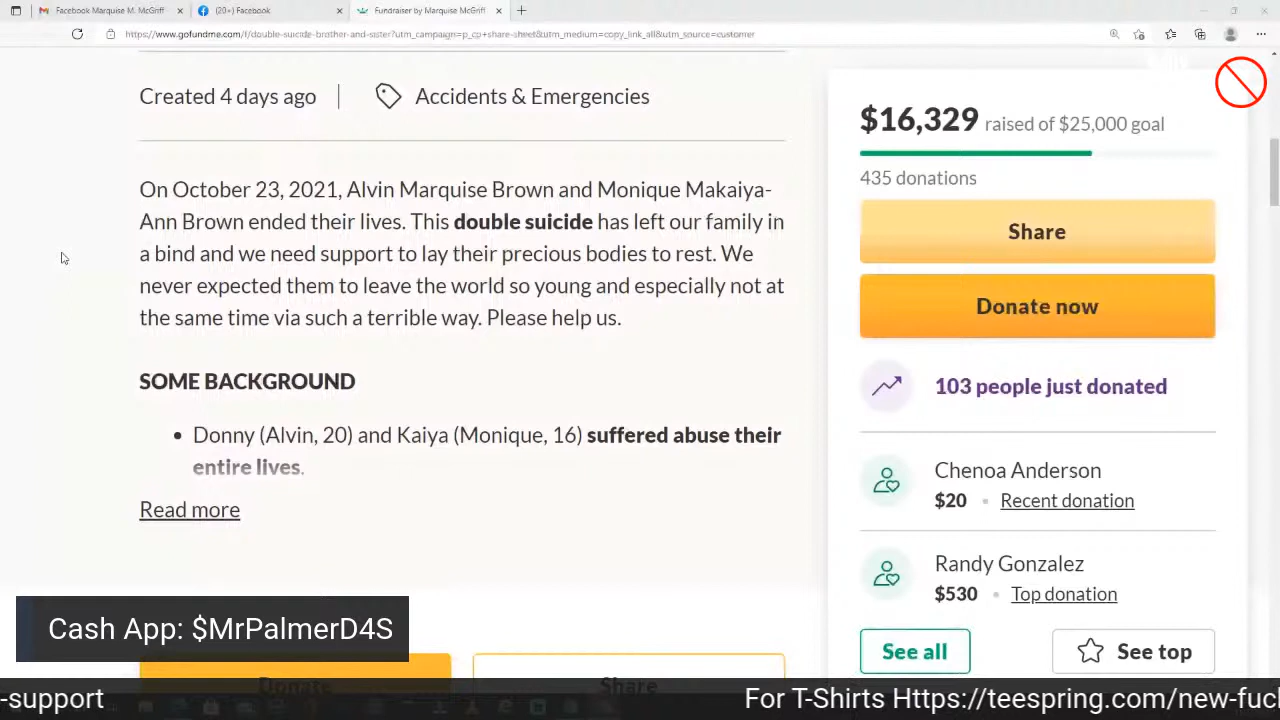 Facebook Marquise M. McGriff
(20+) Facebook
Fundraiser by Marquise McGriff
https://www.gofundme.com/f/double-suicide-brother-and-sister?utm_campaign=p_cp+share-sheet&utm_medium=copy_link_all&utm_source=customer
Created 4 days ago
Accidents & Emergencies
On October 23, 2021, Alvin Marquise Brown and Monique Makaiya-
Ann Brown ended their lives. This double suicide has left our family in
a bind and we need support to lay their precious bodies to rest. We
never expected them to leave the world so young and especially not at
the same time via such a terrible way. Please help us.
SOME BACKGROUND
• Donny (Alvin, 20) and Kaiya (Monique, 16) suffered abuse their
entire lives.
Read more
$16,329 raised of $25,000 goal
435 donations
Share
Donate now
103 people just donated
Chenoa Anderson
$20 • Recent donation
Randy Gonzalez
$530 • Top donation
See all
See top
Cash App: $MrPalmerD4S
Donate
Share
-support
For T-Shirts Https://teespring.com/new-fuc